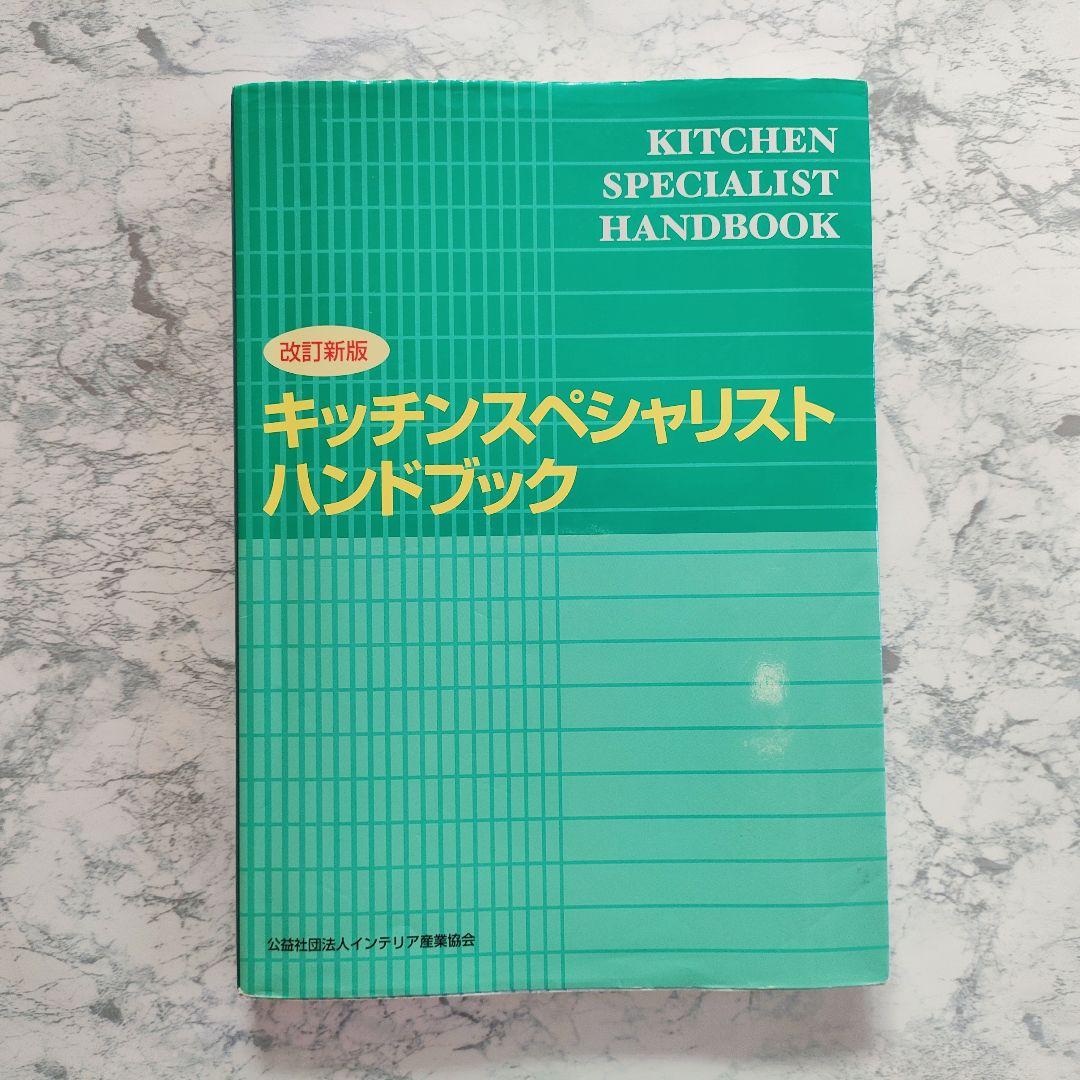 KITCHEN
SPECIALIST
HANDBOOK
改訂新版
キッチンスペシャリスト
ハンドブック
公益社団法人インテリア産業協会